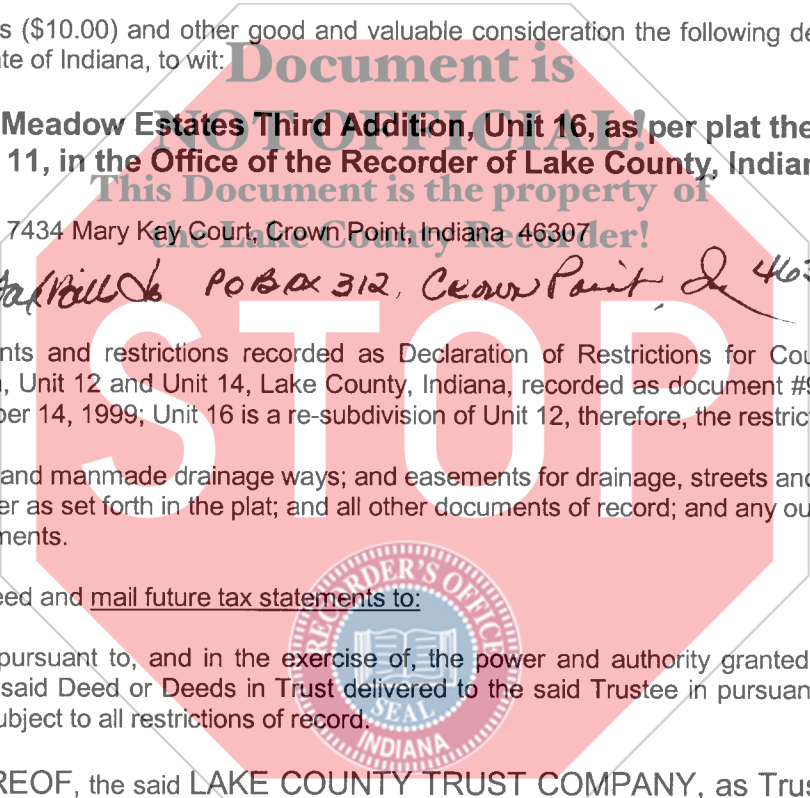 s ($10.00) and other good and valuable consideration the following de
te of Indiana, to wit:
Document is
NOT OFFICIAL!
Meadow Estates Third Addition, Unit 16, as per plat the
11, in the Office of the Recorder of Lake County, Indian
This Document is the property of
the Lake County Recorder!
7434 Mary Kay Court, Crown Point, Indiana 46307
Tax Bill to PO Box 312, Crown Point, In 463
STOP
nts and restrictions recorded as Declaration of Restrictions for Cou
, Unit 12 and Unit 14, Lake County, Indiana, recorded as document #9
ber 14, 1999; Unit 16 is a re-subdivision of Unit 12, therefore, the restric
and manmade drainage ways; and easements for drainage, streets and
er as set forth in the plat; and all other documents of record; and any ou
ments.
eed and mail future tax statements to:
RECORDER'S OFFICE
SEAL
INDIANA
pursuant to, and in the exercise of, the power and authority granted
said Deed or Deeds in Trust delivered to the said Trustee in pursuan
ubject to all restrictions of record.
REOF, the said LAKE COUNTY TRUST COMPANY, as Trus